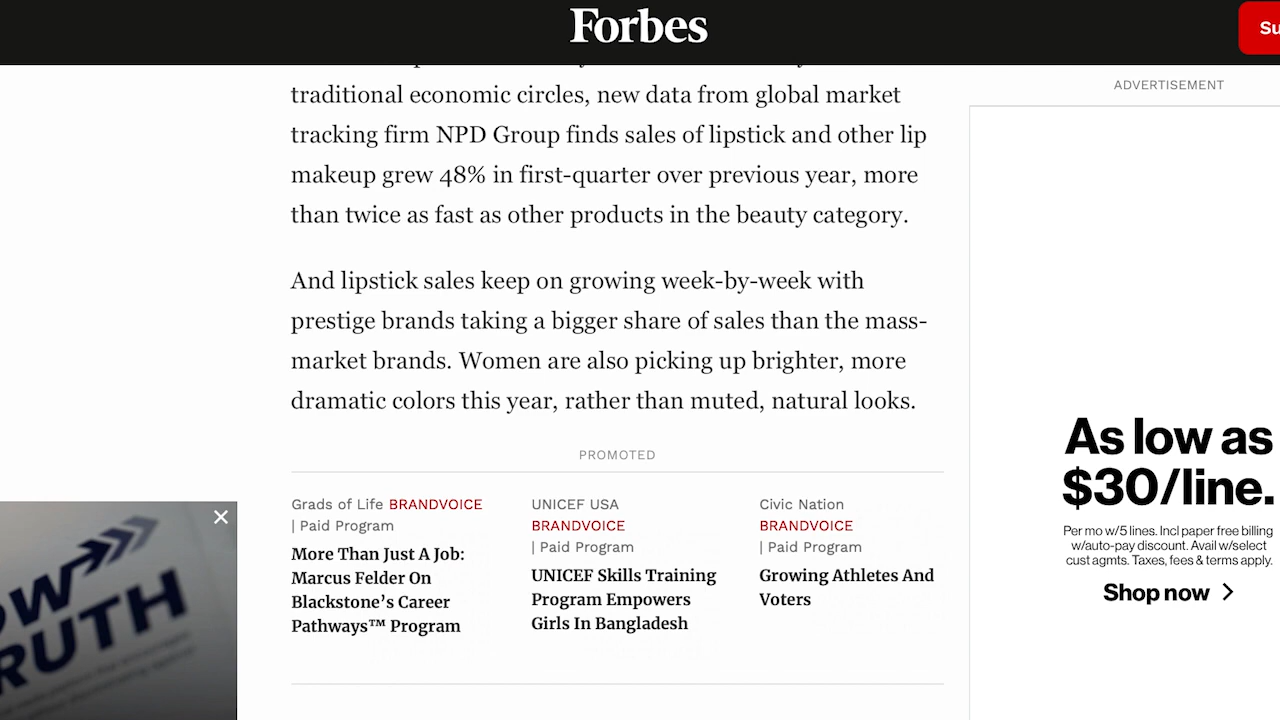 Forbes
Su
ADVERTISEMENT
traditional economic circles, new data from global market
tracking firm NPD Group finds sales of lipstick and other lip
makeup grew 48% in first-quarter over previous year, more
than twice as fast as other products in the beauty category.
And lipstick sales keep on growing week-by-week with
prestige brands taking a bigger share of sales than the mass-
market brands. Women are also picking up brighter, more
dramatic colors this year, rather than muted, natural looks.
PROMOTED
Grads of Life BRANDVOICE
| Paid Program
More Than Just A Job:
Marcus Felder On
Blackstone’s Career
Pathways™ Program
UNICEF USA
BRANDVOICE
| Paid Program
UNICEF Skills Training
Program Empowers
Girls In Bangladesh
Civic Nation
BRANDVOICE
| Paid Program
Growing Athletes And
Voters
As low as
$30/line.
Per mo w/5 lines. Incl paper free billing
w/auto-pay discount. Avail w/select
cust agmts. Taxes, fees & terms apply.
Shop now
OW
RUTH